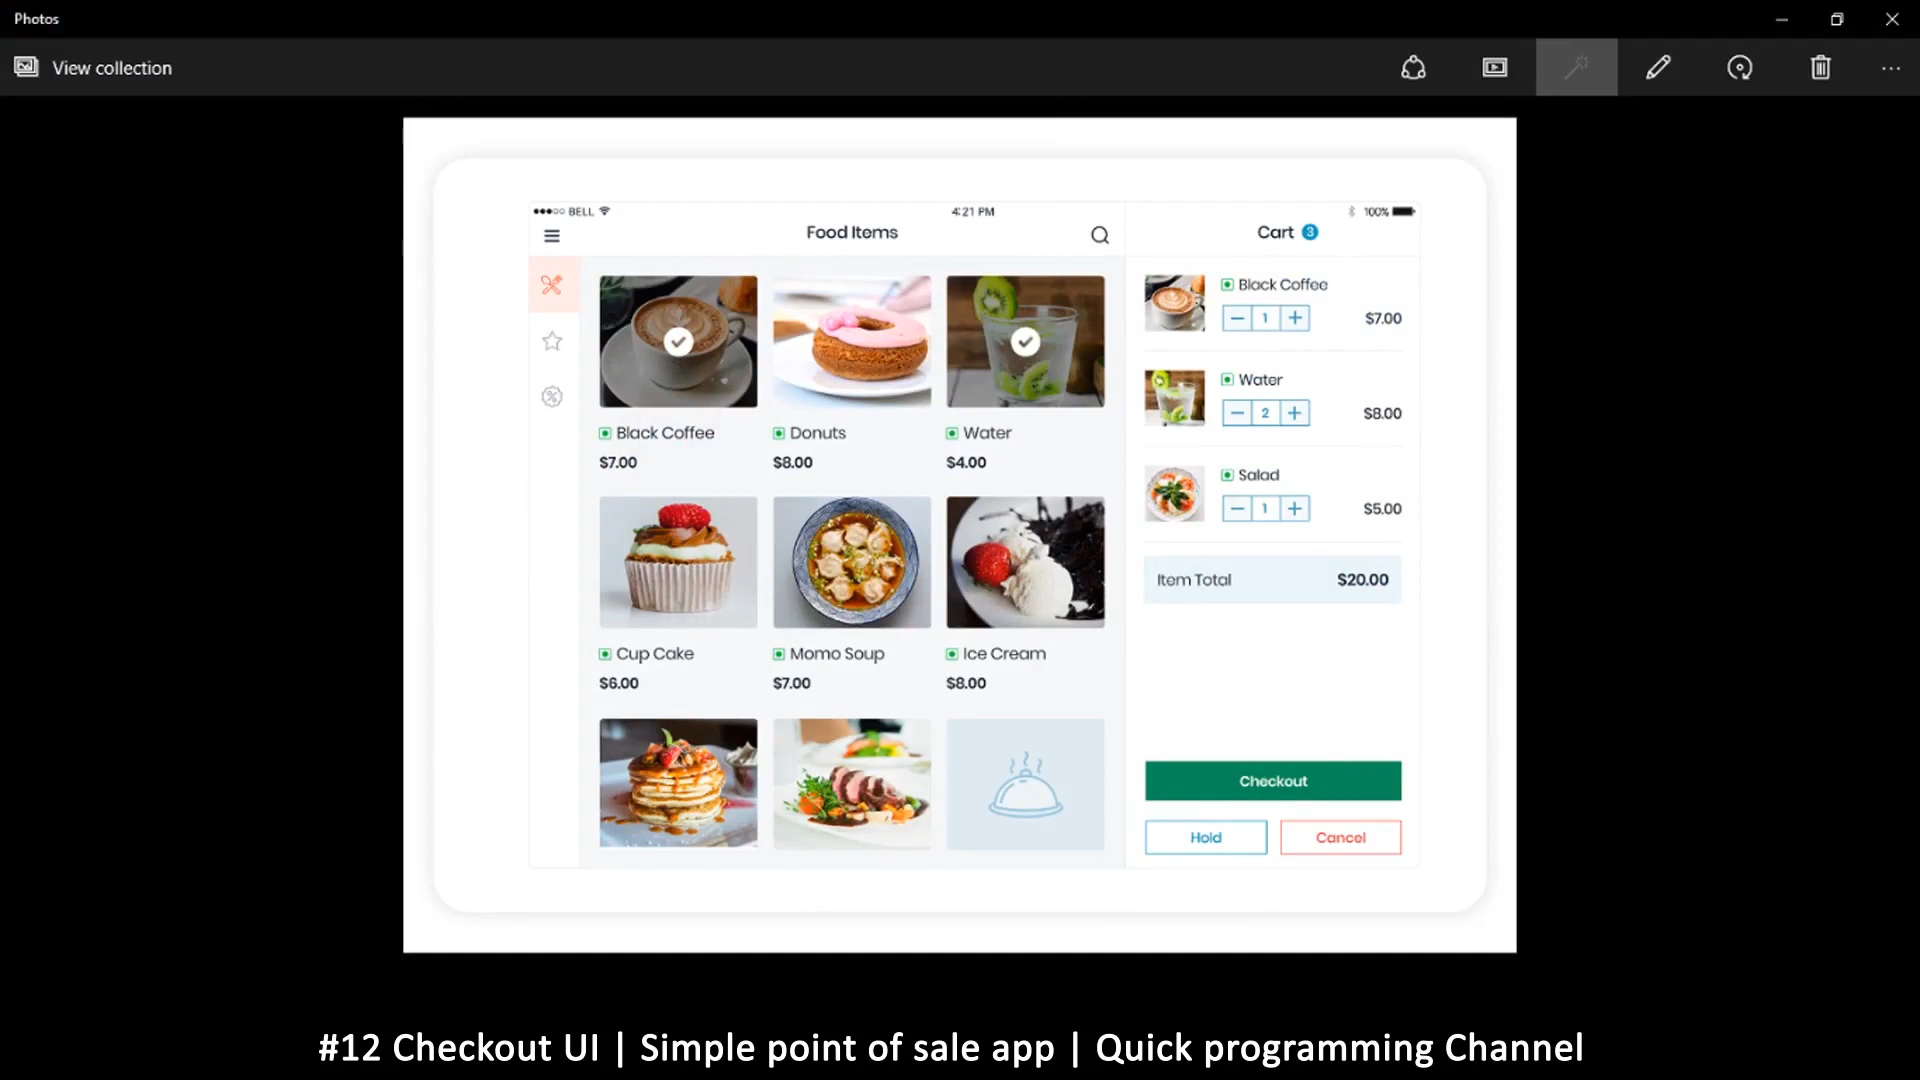 Photos
View collection
BELL
4:21 PM
100%
Food Items
Cart 3
Black Coffee
$7.00
Donuts
$8.00
Water
$4.00
Cup Cake
$6.00
Momo Soup
$7.00
Ice Cream
$8.00
Black Coffee
1
$7.00
Water
2
$8.00
Salad
1
$5.00
Item Total $20.00
Checkout
Hold
Cancel
#12 Checkout UI | Simple point of sale app | Quick programming Channel